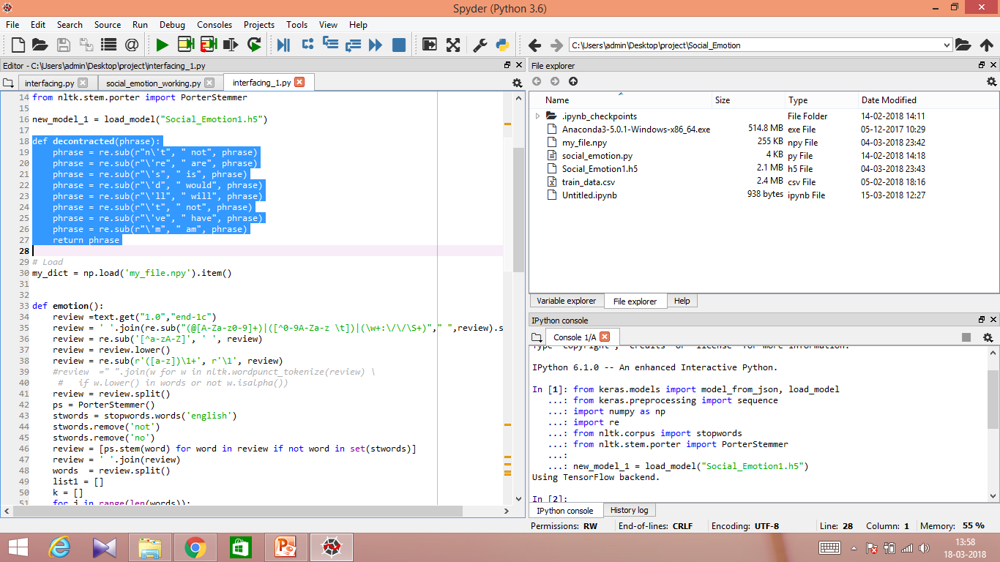 Spyder (Python 3.6)
File Edit Search Source Run Debug Consoles Projects Tools View Help
C:\Users\admin\Desktop\project\Social_Emotion
Editor - C:\Users\admin\Desktop\project\interfacing_1.py
interfacing.py social_emotion_working.py interfacing_1.py
14 from nltk.stem.porter import PorterStemmer
15
16 new_model_1 = load_model("Social_Emotion1.h5")
17
18 def decontracted(phrase):
19     phrase = re.sub(r"n\'t", " not", phrase)
20     phrase = re.sub(r"\'re", " are", phrase)
21     phrase = re.sub(r"\'s", " is", phrase)
22     phrase = re.sub(r"\'d", " would", phrase)
23     phrase = re.sub(r"\'ll", " will", phrase)
24     phrase = re.sub(r"\'t", " not", phrase)
25     phrase = re.sub(r"\'ve", " have", phrase)
26     phrase = re.sub(r"\'m", " am", phrase)
27     return phrase
28
29 # Load
30 my_dict = np.load('my_file.npy').item()
31
32
33 def emotion():
34     review =text.get("1.0","end-1c")
35     review = ' '.join(re.sub("(@[A-Za-z0-9]+)|([^0-9A-Za-z \t])|(\w+:\/\/\S+)"," ",review).s
36     review = re.sub('[^a-zA-Z]', ' ', review)
37     review = review.lower()
38     review = re.sub(r'([a-z])\1+', r'\1', review)
39     #review  =" ".join(w for w in nltk.wordpunct_tokenize(review) \
40      #   if w.lower() in words or not w.isalpha())
41     review = review.split()
42     ps = PorterStemmer()
43     stwords = stopwords.words('english')
44     stwords.remove('not')
45     stwords.remove('no')
46     review = [ps.stem(word) for word in review if not word in set(stwords)]
47     review = ' '.join(review)
48     words  = review.split()
49     list1 = []
50     k = []
51     for j in range(len(words)):
File explorer
Name Size Type Date Modified
.ipynb_checkpoints File Folder 14-02-2018 14:11
Anaconda3-5.0.1-Windows-x86_64.exe 514.8 MB exe File 05-12-2017 10:29
my_file.npy 255 KB npy File 04-03-2018 23:42
social_emotion.py 4 KB py File 14-02-2018 14:18
Social_Emotion1.h5 2.1 MB h5 File 04-03-2018 23:43
train_data.csv 2.4 MB csv File 05-02-2018 18:16
Untitled.ipynb 938 bytes ipynb File 15-03-2018 12:27
Variable explorer File explorer Help
IPython console
Console 1/A
Type "copyright", "credits" or "license" for more information.
IPython 6.1.0 -- An enhanced Interactive Python.
In [1]: from keras.models import model_from_json, load_model
   ...: from keras.preprocessing import sequence
   ...: import numpy as np
   ...: import re
   ...: from nltk.corpus import stopwords
   ...: from nltk.stem.porter import PorterStemmer
   ...:
   ...: new_model_1 = load_model("Social_Emotion1.h5")
Using TensorFlow backend.
In [2]:
IPython console History log
Permissions: RW End-of-lines: CRLF Encoding: UTF-8 Line: 28 Column: 1 Memory: 55 %
13:58
18-03-2018